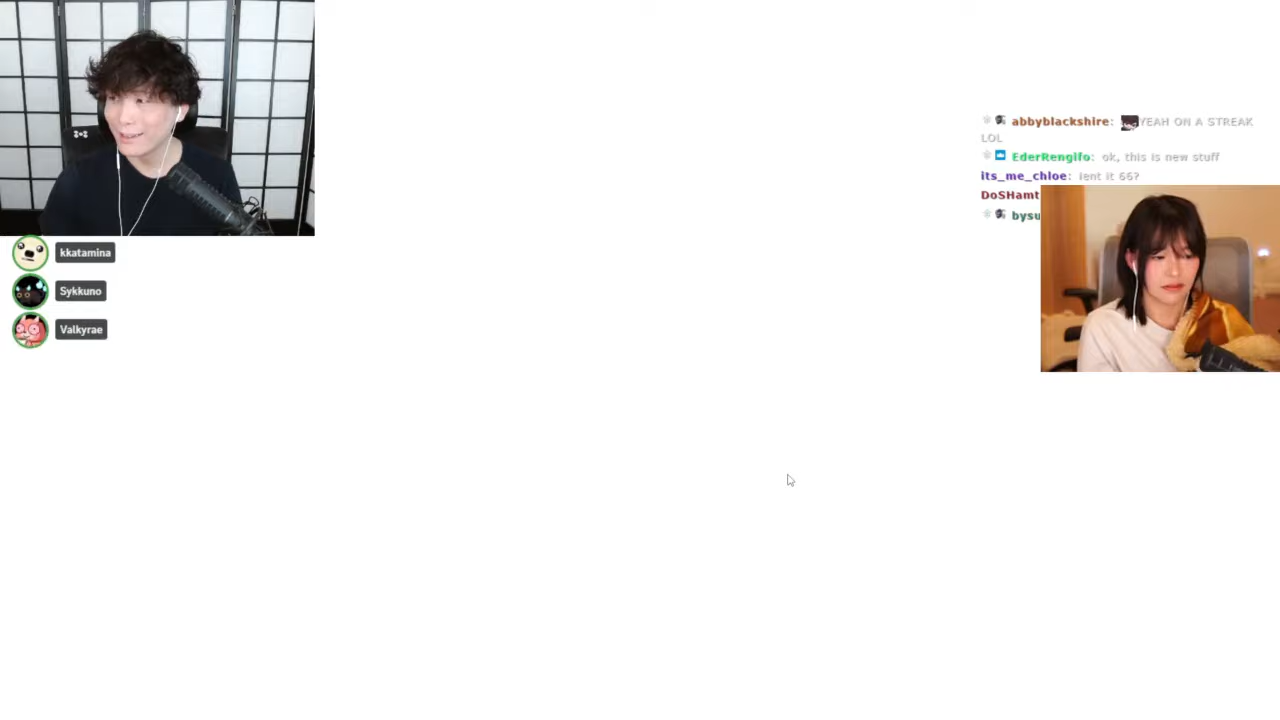 abbyblackshire: YEAH ON A STREAK
LOL
EderRengifo: ok, this is new stuff
its_me_chloe: lent it 66?
DoSHamt
bysu
kkatamina
Sykkuno
Valkyrae